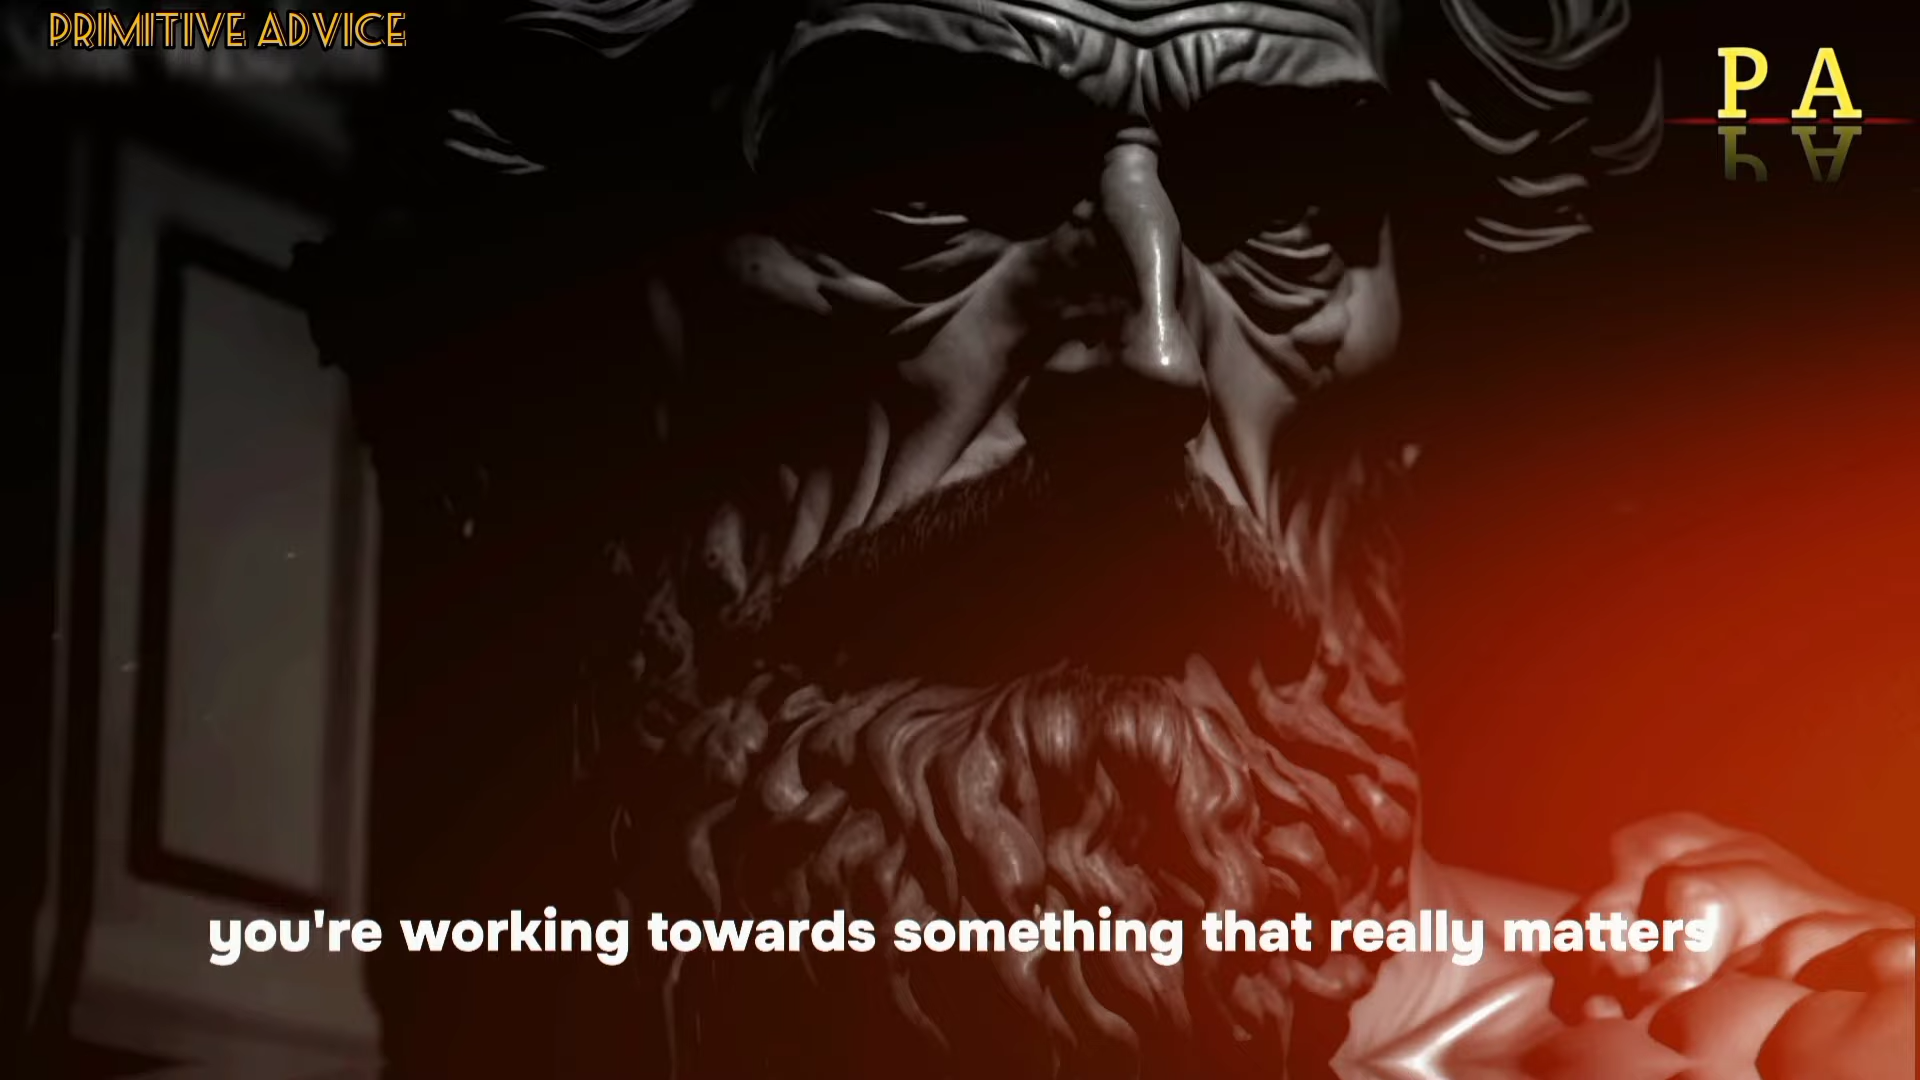 PRIMITIVE ADVICE
P A
you're working towards something that really matters